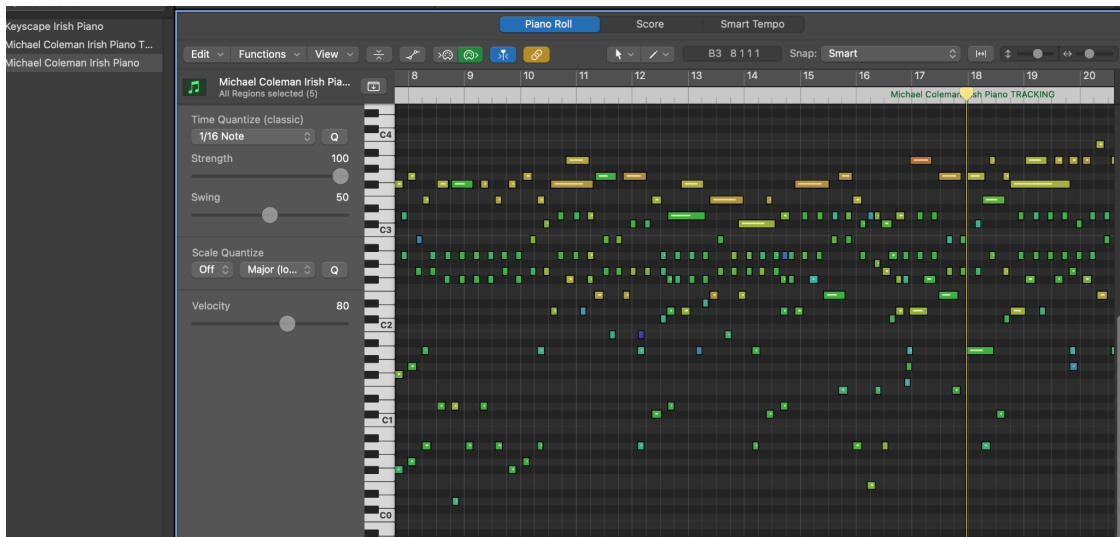 Keyscape Irish Piano
Michael Coleman Irish Piano T...
Michael Coleman Irish Piano
Piano Roll
Score
Smart Tempo
Edit
Functions
View
B3 8 1 1 1
Snap:
Smart
Michael Coleman Irish Pia...
All Regions selected (5)
8
9
10
11
12
13
14
15
16
17
18
19
20
Michael Coleman Irish Piano TRACKING
Time Quantize (classic)
1/16 Note
Q
Strength
100
Swing
50
Scale Quantize
Off
Major (Io...
Q
Velocity
80
C4
C3
C2
C1
C0